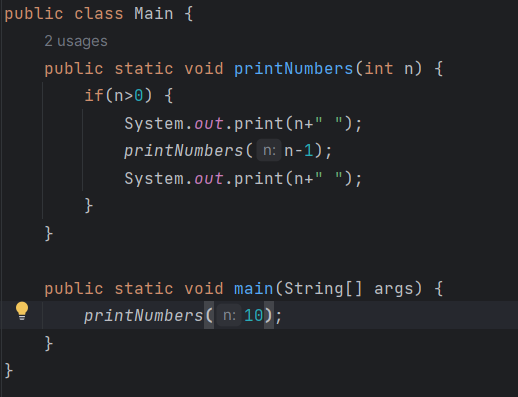 public class Main {
2 usages
public static void printNumbers(int n) {
if(n>0) {
System.out.print(n+" ");
printNumbers( n: n-1);
System.out.print(n+" ");
}
}
public static void main(String[] args) {
printNumbers( n: 10);
}
}